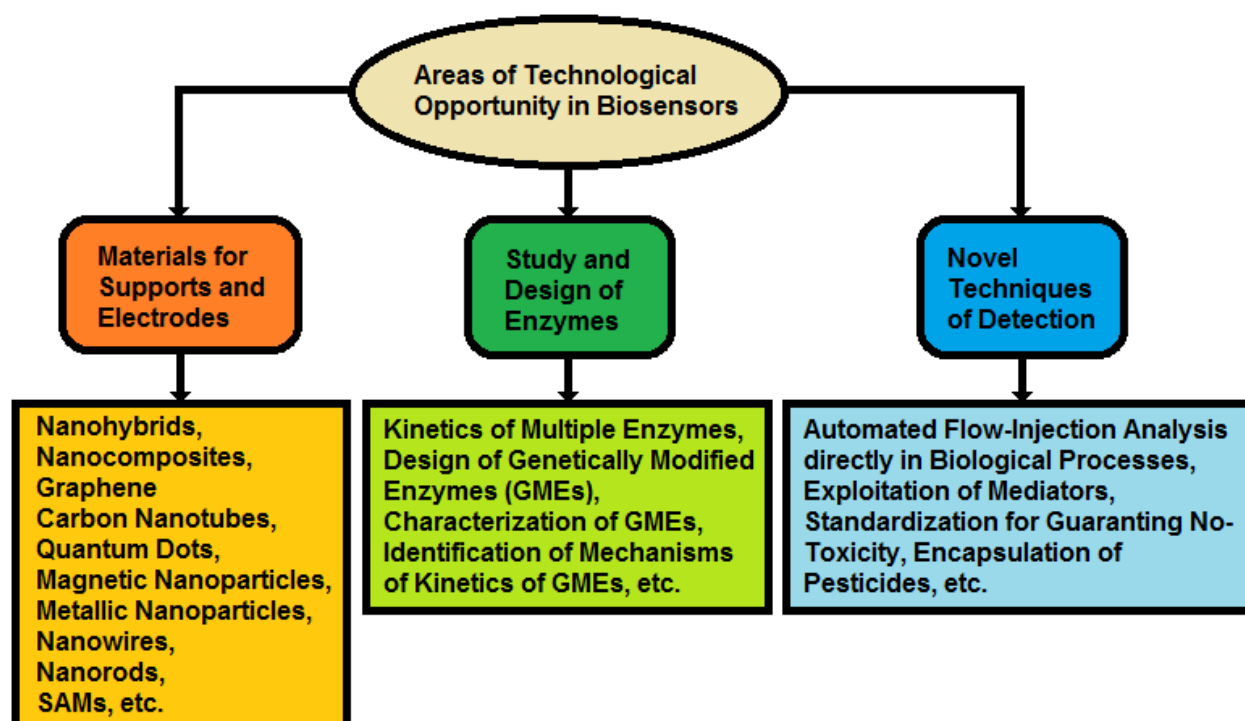 Areas of Technological
Opportunity in Biosensors
Materials for
Supports and
Electrodes
Study and
Design of
Enzymes
Novel
Techniques
of Detection
Nanohybrids,
Nanocomposites,
Graphene
Carbon Nanotubes,
Quantum Dots,
Magnetic Nanoparticles,
Metallic Nanoparticles,
Nanowires,
Nanorods,
SAMs, etc.
Kinetics of Multiple Enzymes,
Design of Genetically Modified
Enzymes (GMEs),
Characterization of GMEs,
Identification of Mechanisms
of Kinetics of GMEs, etc.
Automated Flow-Injection Analysis
directly in Biological Processes,
Exploitation of Mediators,
Standardization for Guaranting No-
Toxicity, Encapsulation of
Pesticides, etc.